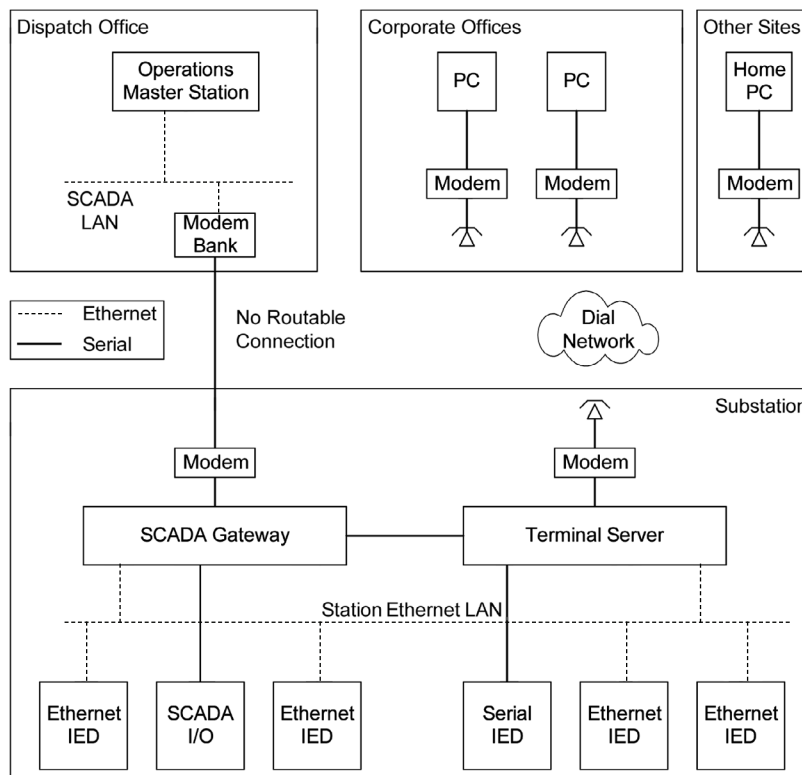 Dispatch Office
Operations
Master Station
SCADA
LAN
Modem
Bank
Corporate Offices
PC
PC
Modem
Modem
Other Sites
Home
PC
Modem
Ethernet
Serial
No Routable
Connection
Dial
Network
Substation
Modem
Modem
SCADA Gateway
Terminal Server
Station Ethernet LAN
Ethernet
IED
SCADA
I/O
Ethernet
IED
Serial
IED
Ethernet
IED
Ethernet
IED